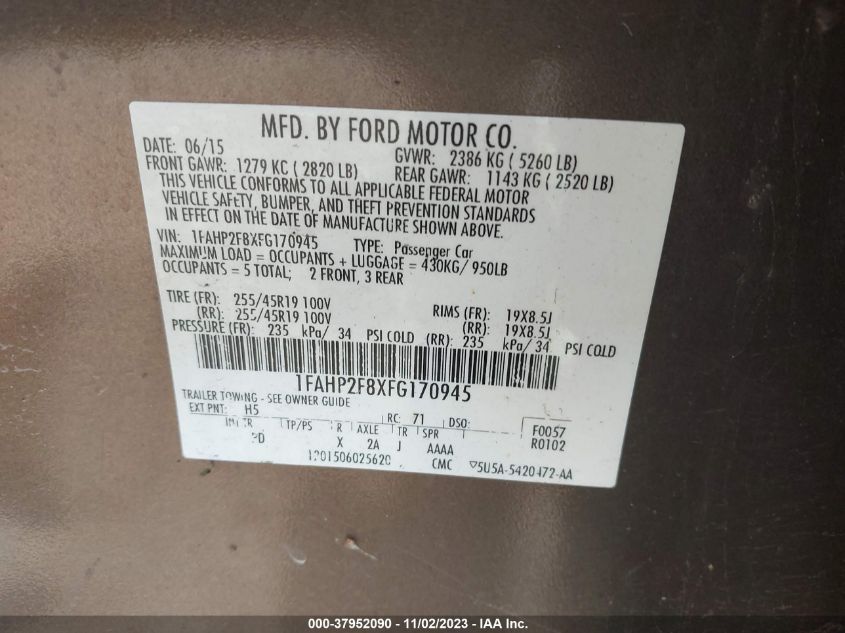 MFD. BY FORD MOTOR CO.
DATE: 06/15 GVWR: 2386 KG ( 5260 LB)
FRONT GAWR: 1279 KC ( 2820 LB) REAR GAWR: 1143 KG ( 2520 LB)
THIS VEHICLE CONFORMS TO ALL APPLICABLE FEDERAL MOTOR
VEHICLE SAFETY, BUMPER, AND THEFT PREVENTION STANDARDS
IN EFFECT ON THE DATE OF MANUFACTURE SHOWN ABOVE.
VIN: 1FAHP2F8XFG170945 TYPE: Passenger Car
MAXIMUM LOAD = OCCUPANTS + LUGGAGE = 430KG/ 950LB
OCCUPANTS = 5 TOTAL; 2 FRONT, 3 REAR
TIRE (FR): 255/45R19 100V RIMS (FR): 19X8.5J
(RR): 255/45R19 100V (RR): 19X8.5J
PRESSURE (FR): 235 kPa/ 34 PSI COLD (RR): 235 kPa/ 34 PSI COLD
1FAHP2F8XFG170945
TRAILER TOWING - SEE OWNER GUIDE
EXT PNT: H5 RC: 71 DSO: F0057
TP/PS R AXLE TR SPR R0102
X 2A J AAAA
CMC
000-37952090 - 11/02/2023 - IAA Inc.